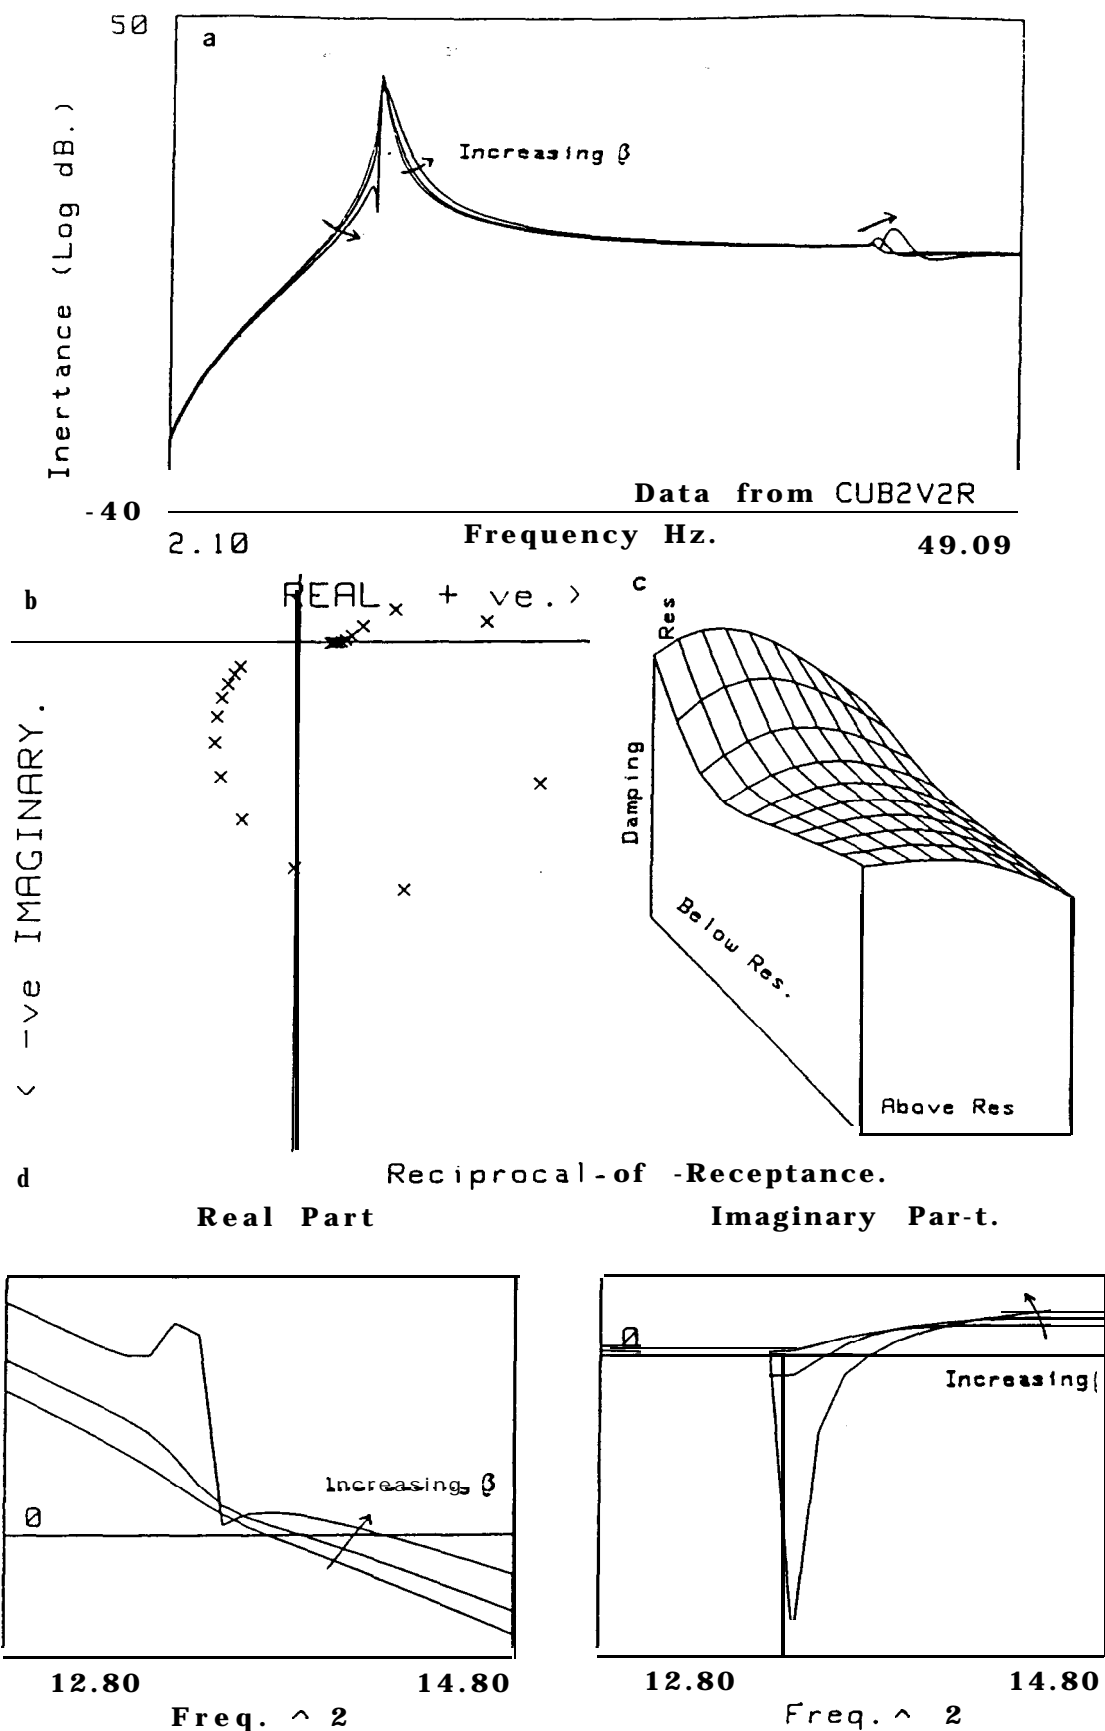 50
a
Inertance (Log dB.)
Increasing β
Data from CUB2V2R
-40
2.10
Frequency Hz.
49.09
b
REAL + ve.>
< -ve IMAGINARY.
c
Res
Damping
Below Res.
Above Res
d
Reciprocal-of -Receptance.
Real Part
Imaginary Par-t.
0
Increasing β
12.80
14.80
Freq. ^ 2
0
Increasing(
12.80
14.80
Freq. ^ 2